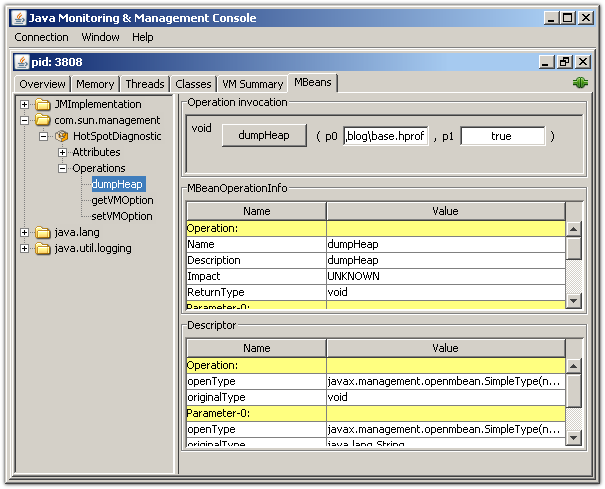 Java Monitoring & Management Console
Connection Window Help
pid: 3808
Overview Memory Threads Classes VM Summary MBeans
JMImplementation
com.sun.management
HotSpotDiagnostic
Attributes
Operations
dumpHeap
getVMOption
setVMOption
java.lang
java.util.logging
Operation invocation
void dumpHeap ( p0 .blog\base.hprof , p1 true )
MBeanOperationInfo
Name Value
Operation:
Name dumpHeap
Description dumpHeap
Impact UNKNOWN
ReturnType void
Parameter-0:
Descriptor
Name Value
Operation:
openType javax.management.openmbean.SimpleType(n...
originalType void
Parameter-0:
openType javax.management.openmbean.SimpleType(n...
originalType java.lang.String